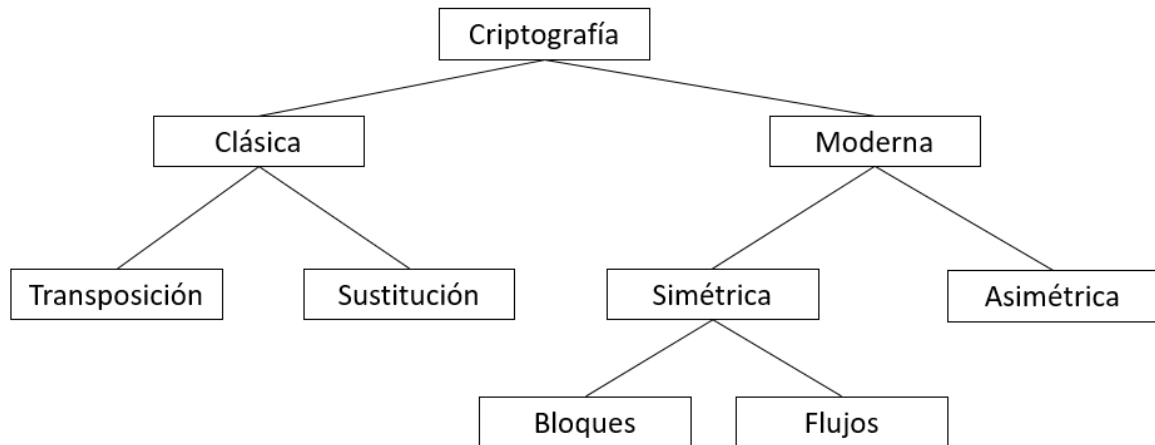 Criptografía
Clásica
Moderna
Transposición
Sustitución
Simétrica
Asimétrica
Bloques
Flujos